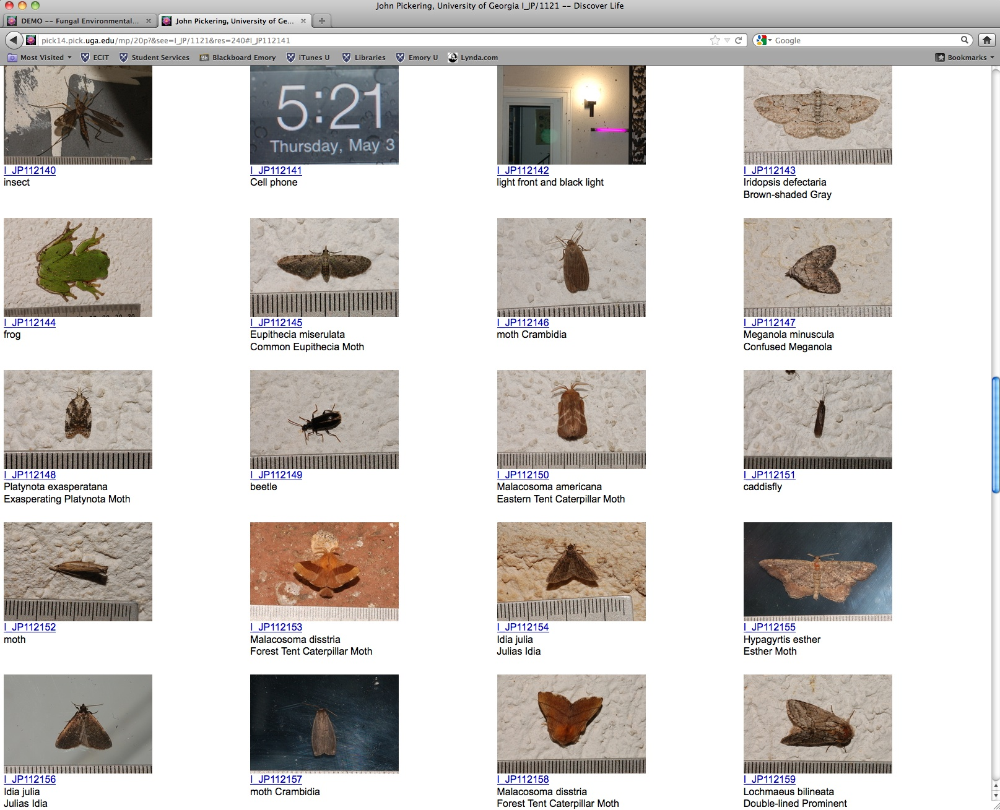 John Pickering, University of Georgia I_JP/1121 -- Discover Life
DEMO -- Fungal Environmental...
John Pickering, University of Ge...
pick14.pick.uga.edu/mp/20p?&see=I_JP/1121&res=240#I_JP112141
Google
Most Visited ECIT Student Services Bb Blackboard Emory iTunes U Libraries Emory U Lynda.com Bookmarks
5:21
Thursday, May 3
I_JP112140 I_JP112141 I_JP112142 I_JP112143
insect Cell phone light front and black light Iridopsis defectaria
Brown-shaded Gray
I_JP112144 I_JP112145 I_JP112146 I_JP112147
frog Eupithecia miserulata moth Crambidia Meganola minuscula
Common Eupithecia Moth Confused Meganola
I_JP112148 I_JP112149 I_JP112150 I_JP112151
Platynota exasperatana beetle Malacosoma americana caddisfly
Exasperating Platynota Moth Eastern Tent Caterpillar Moth
I_JP112152 I_JP112153 I_JP112154 I_JP112155
moth Malacosoma disstria Idia julia Hypagyrtis esther
Forest Tent Caterpillar Moth Julias Idia Esther Moth
I_JP112156 I_JP112157 I_JP112158 I_JP112159
Idia julia moth Crambidia Malacosoma disstria Lochmaeus bilineata
Julias Idia Forest Tent Caterpillar Moth Double-lined Prominent